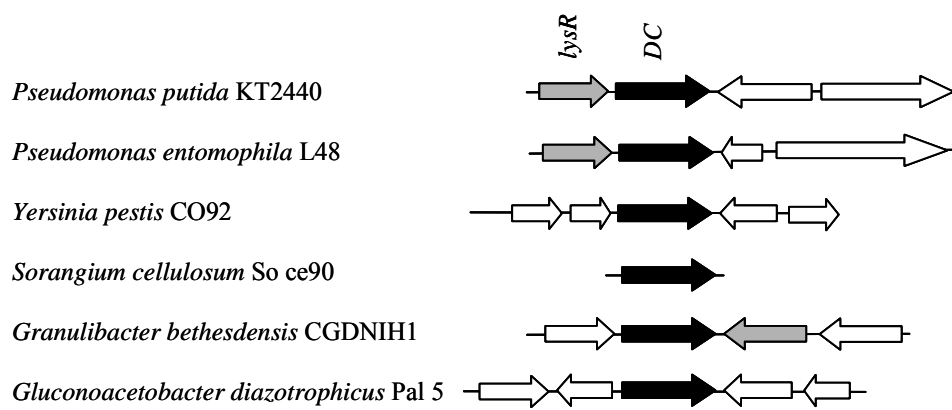 lysR DC
Pseudomonas putida KT2440
Pseudomonas entomophila L48
Yersinia pestis CO92
Sorangium cellulosum So ce90
Granulibacter bethesdensis CGDNIH1
Gluconoacetobacter diazotrophicus Pal 5